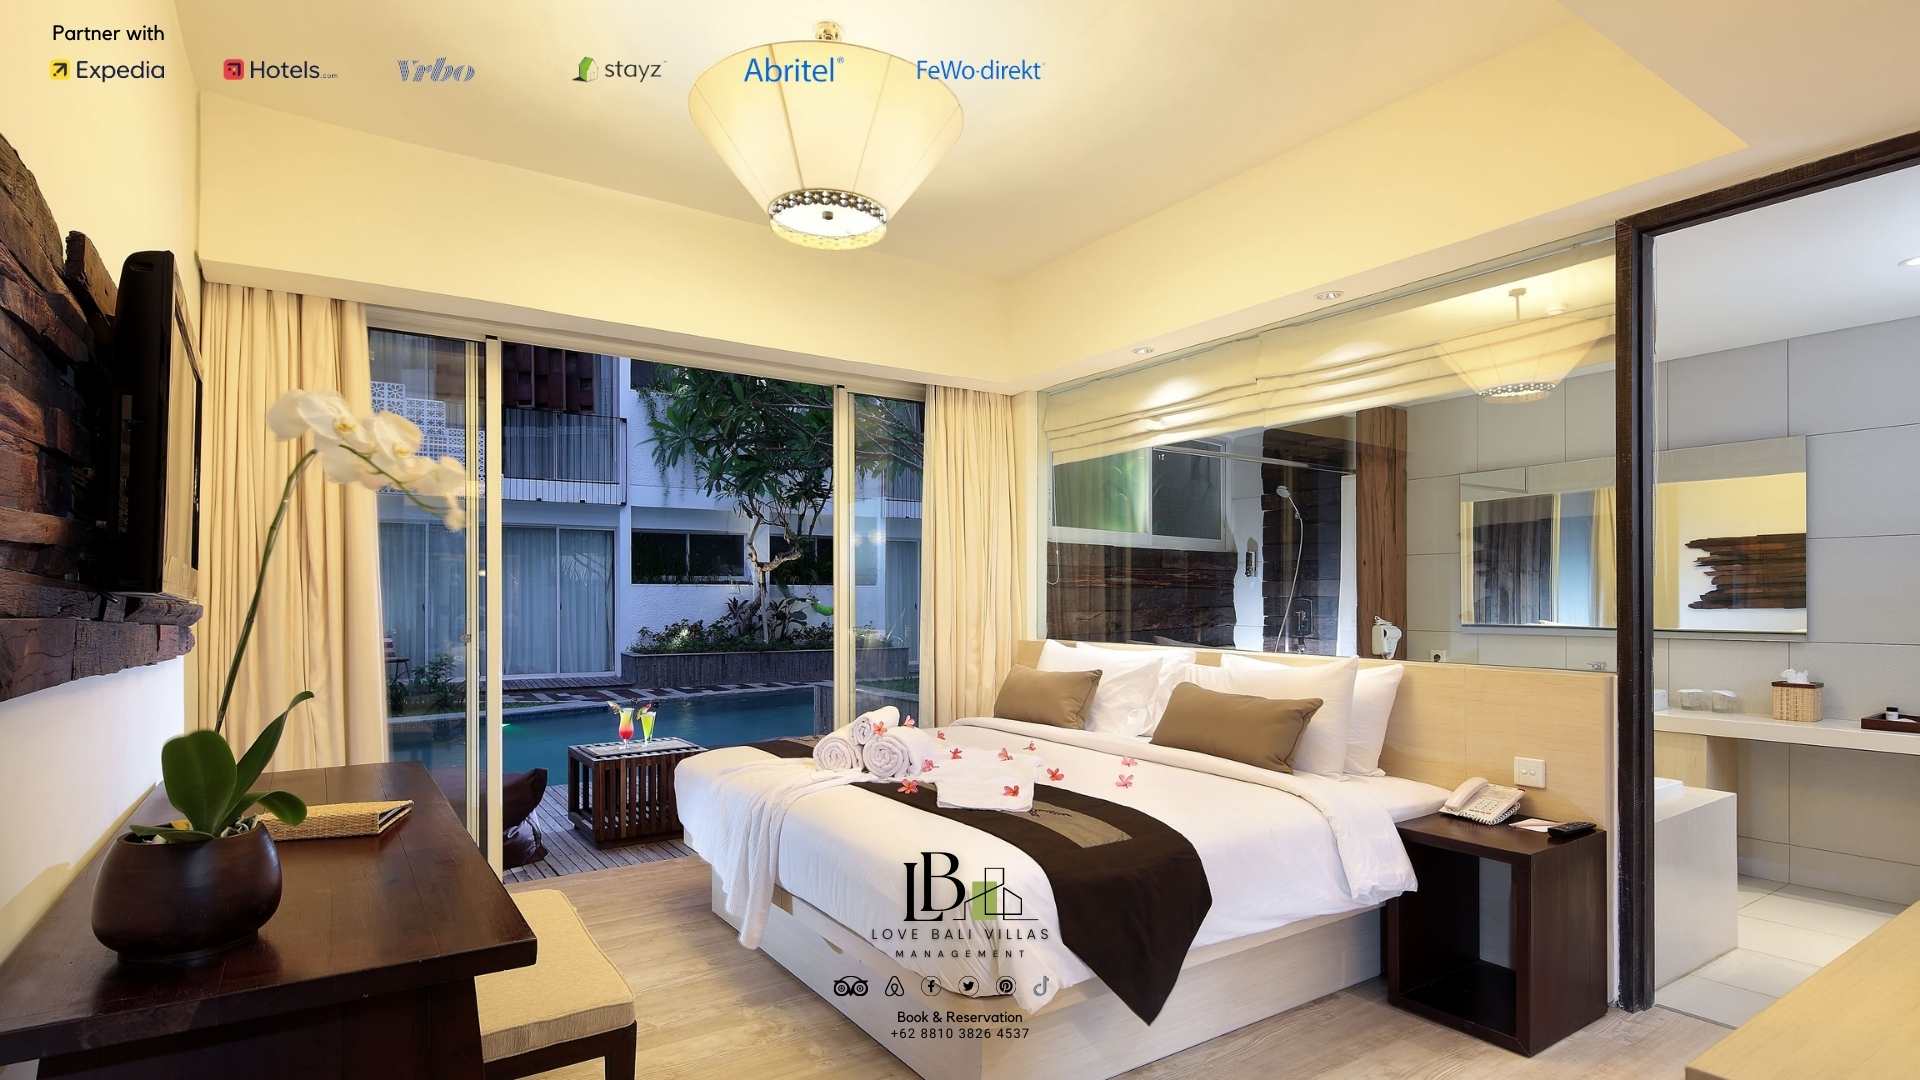 Partner with
Expedia
Hotels.com
Vrbo
stayz
Abritel®
FeWo-direkt
LB
LOVE BALI VILLAS
MANAGEMENT
Book & Reservation
+62 8810 3826 4537